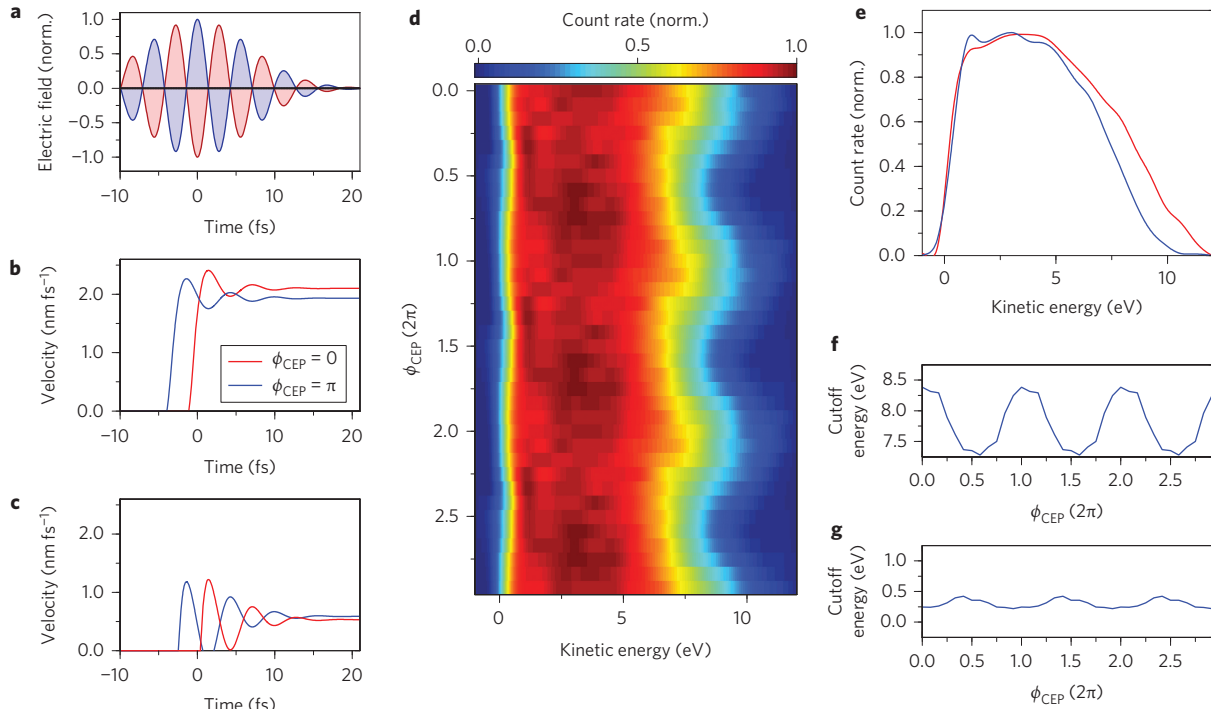 a
Electric field (norm.)
1.0
0.5
0.0
−0.5
−1.0
−10
0
10
20
Time (fs)
b
Velocity (nm fs⁻¹)
2.0
1.0
0.0
ϕCEP = 0
ϕCEP = π
−10
0
10
20
Time (fs)
c
Velocity (nm fs⁻¹)
2.0
1.0
0.0
−10
0
10
20
Time (fs)
d
Count rate (norm.)
0.0
0.5
1.0
ϕCEP (2π)
0.0
0.5
1.0
1.5
2.0
2.5
0
5
10
Kinetic energy (eV)
e
Count rate (norm.)
1.0
0.8
0.6
0.4
0.2
0.0
0
5
10
Kinetic energy (eV)
f
Cutoff
energy (eV)
8.5
8.0
7.5
0.0
0.5
1.0
1.5
2.0
2.5
ϕCEP (2π)
g
Cutoff
energy (eV)
1.0
0.5
0.0
0.0
0.5
1.0
1.5
2.0
2.5
ϕCEP (2π)